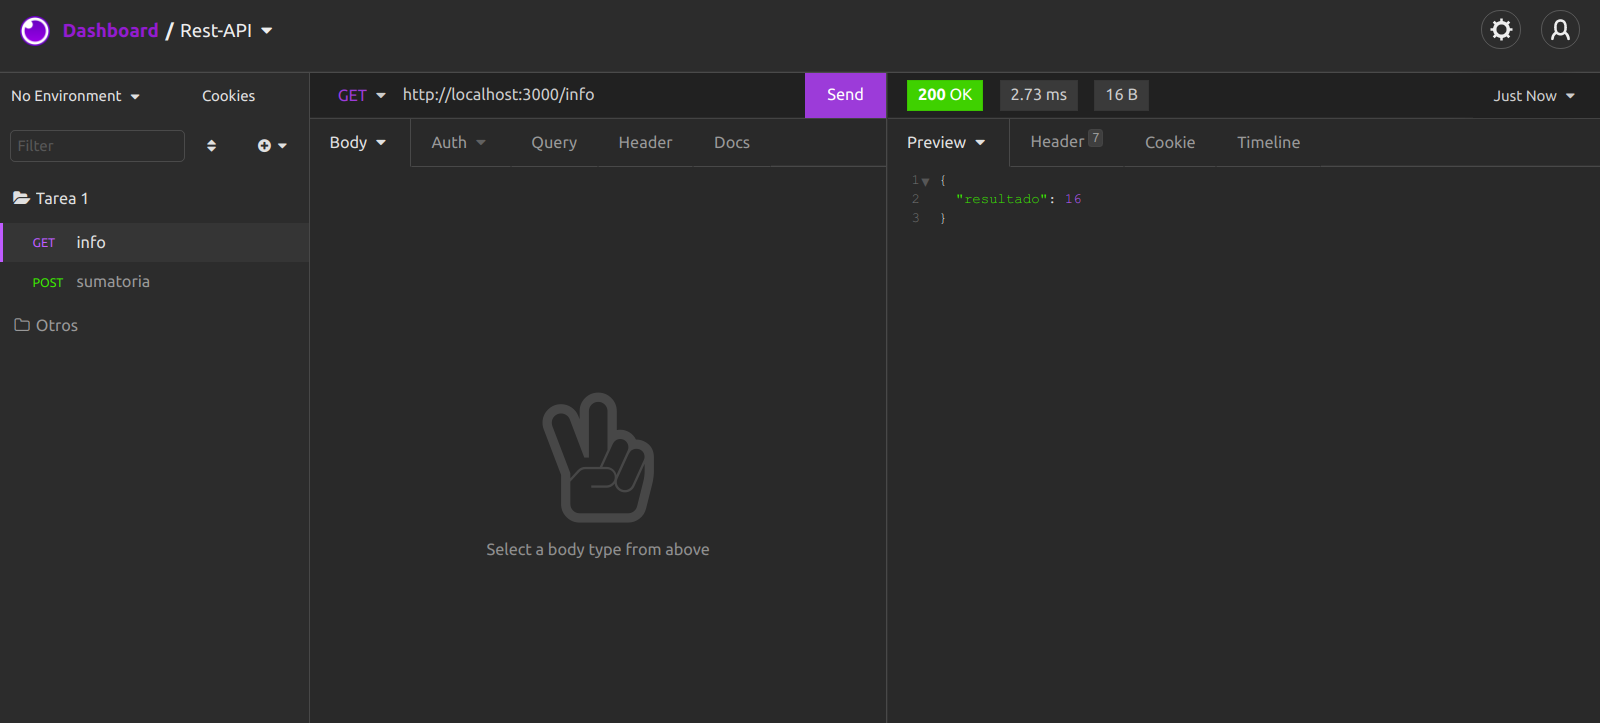 Dashboard / Rest-API
No Environment
Cookies
Filter
Tarea 1
GET info
POST sumatoria
Otros
GET http://localhost:3000/info Send
Body Auth Query Header Docs
Select a body type from above
200 OK 2.73 ms 16 B Just Now
Preview Header 7 Cookie Timeline
1 {
2 "resultado": 16
3 }